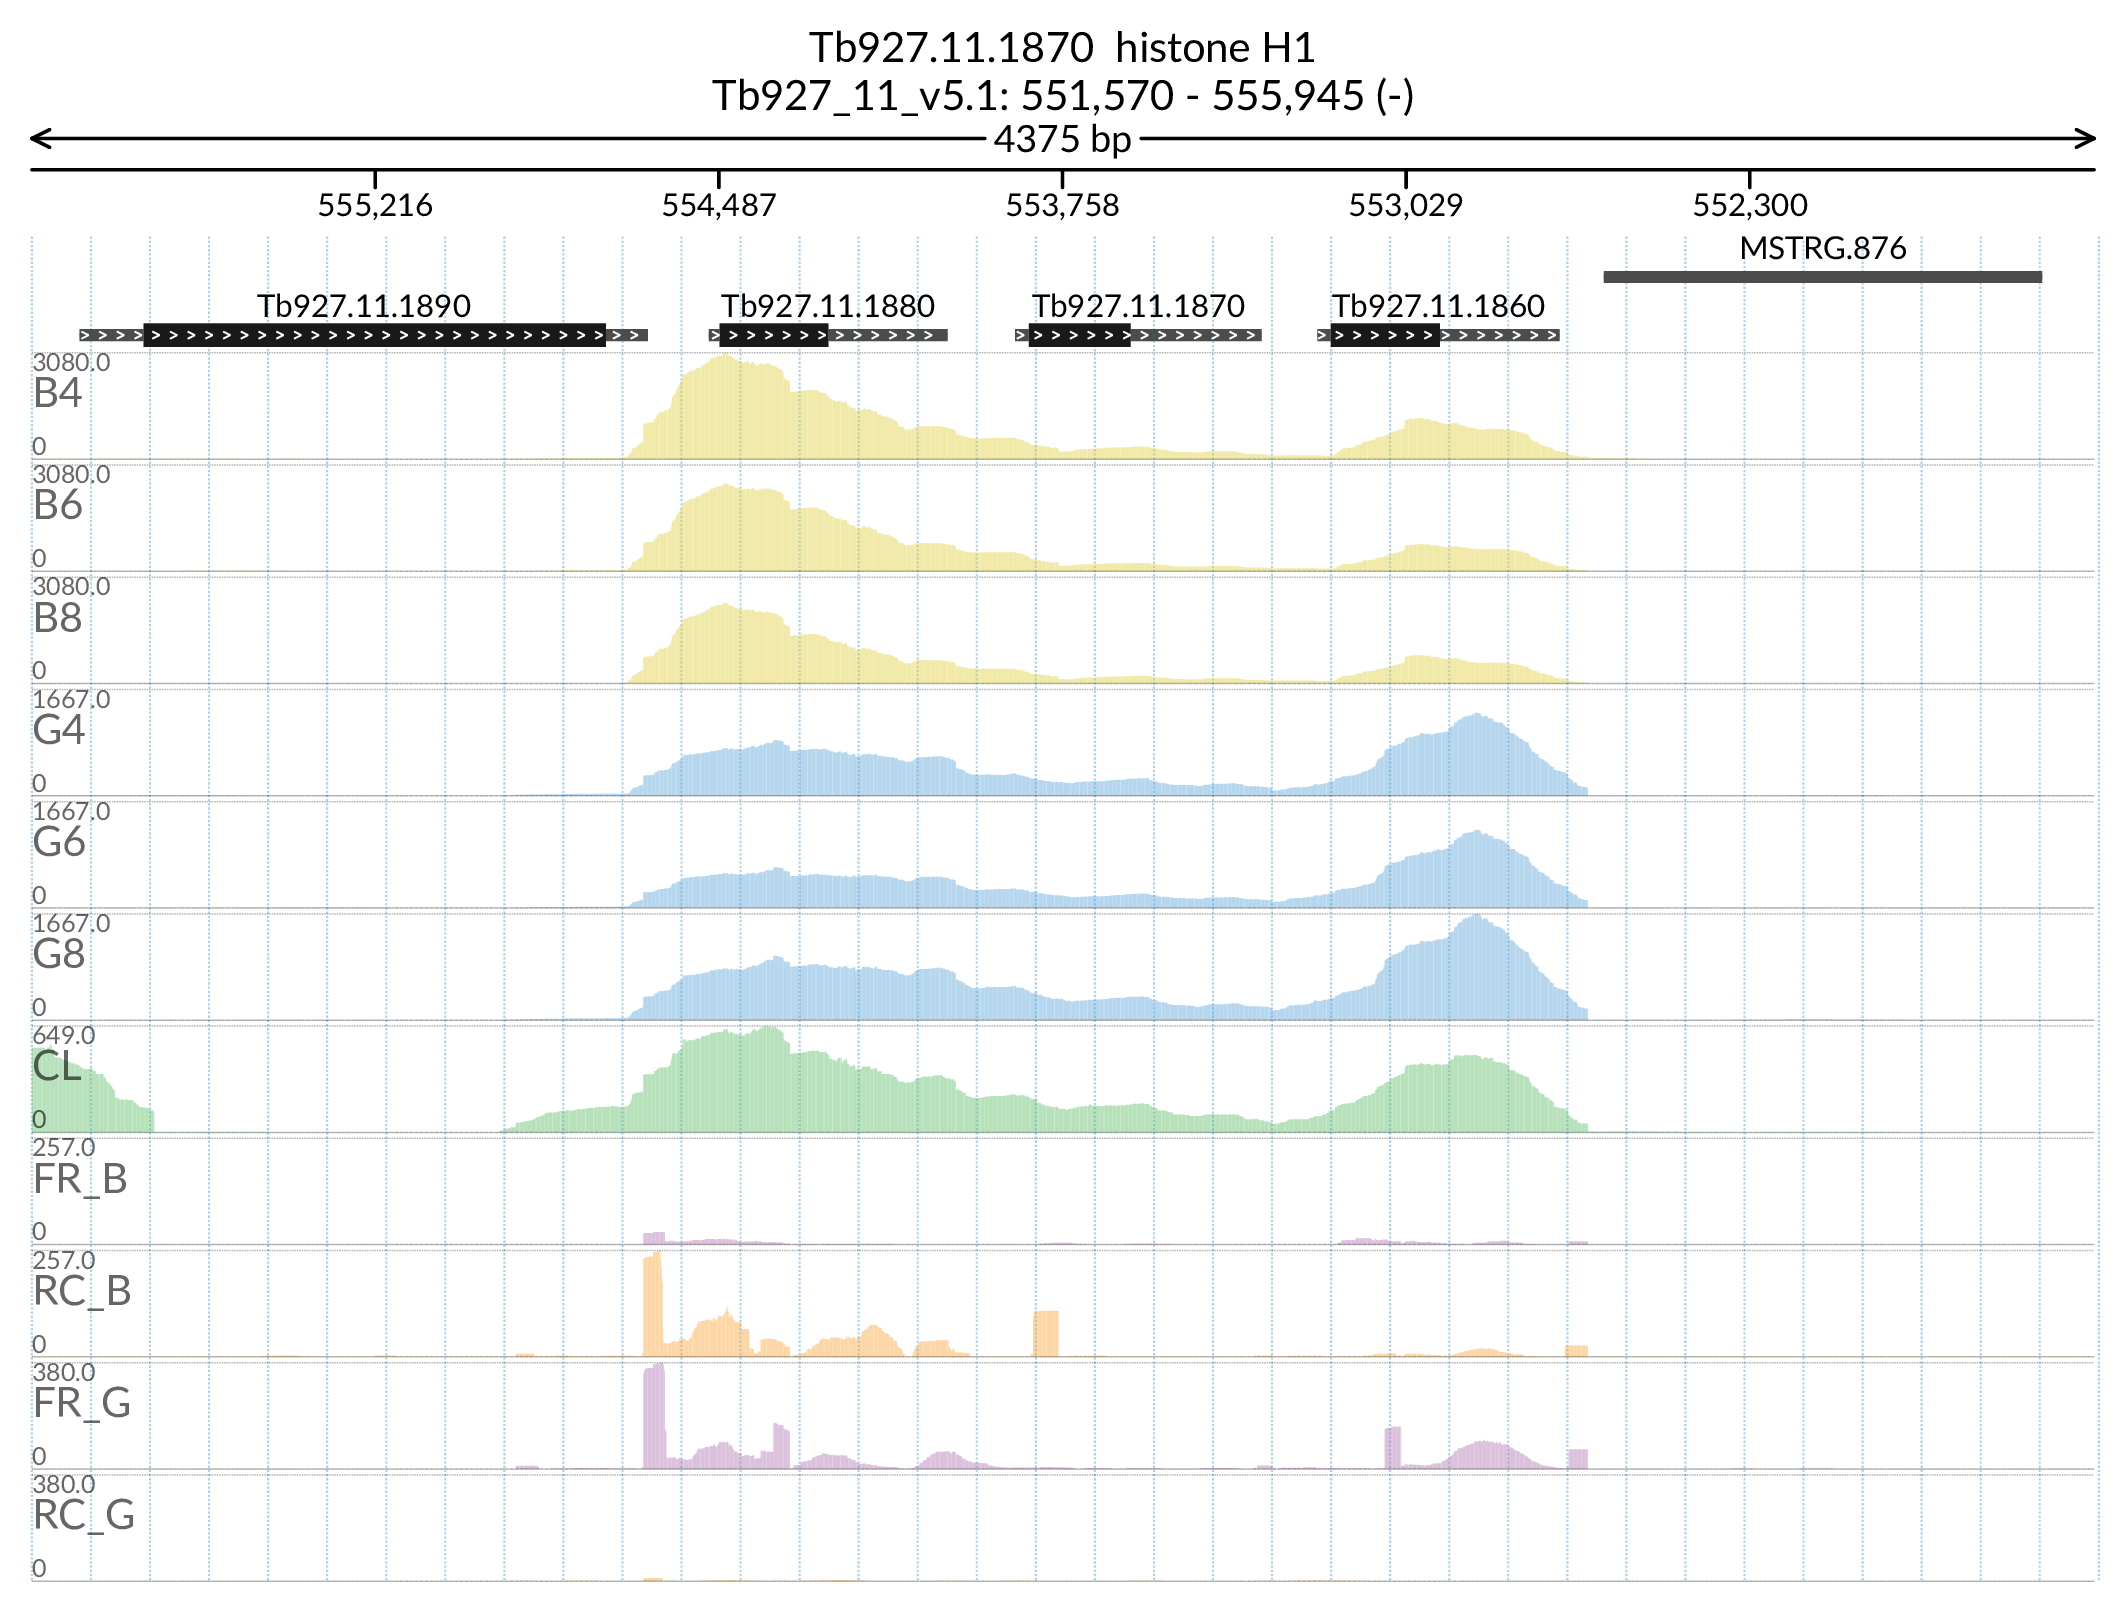 Tb927.11.1870  histone H1
Tb927_11_v5.1: 551,570 - 555,945 (-)
4375 bp
555,216 554,487 553,758 553,029 552,300
MSTRG.876
Tb927.11.1890 Tb927.11.1880 Tb927.11.1870 Tb927.11.1860
3080.0
B4
0
3080.0
B6
0
3080.0
B8
0
1667.0
G4
0
1667.0
G6
0
1667.0
G8
0
649.0
CL
0
257.0
FR_B
0
257.0
RC_B
0
380.0
FR_G
0
380.0
RC_G
0